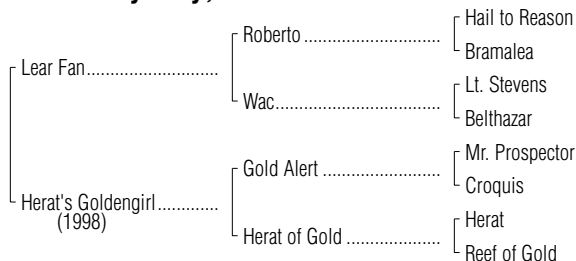 Hail to Reason
Roberto
Bramalea
Lear Fan
Lt. Stevens
Wac
Belthazar
Mr. Prospector
Gold Alert
Croquis
Herat's Goldengirl
(1998)
Herat
Herat of Gold
Reef of Gold